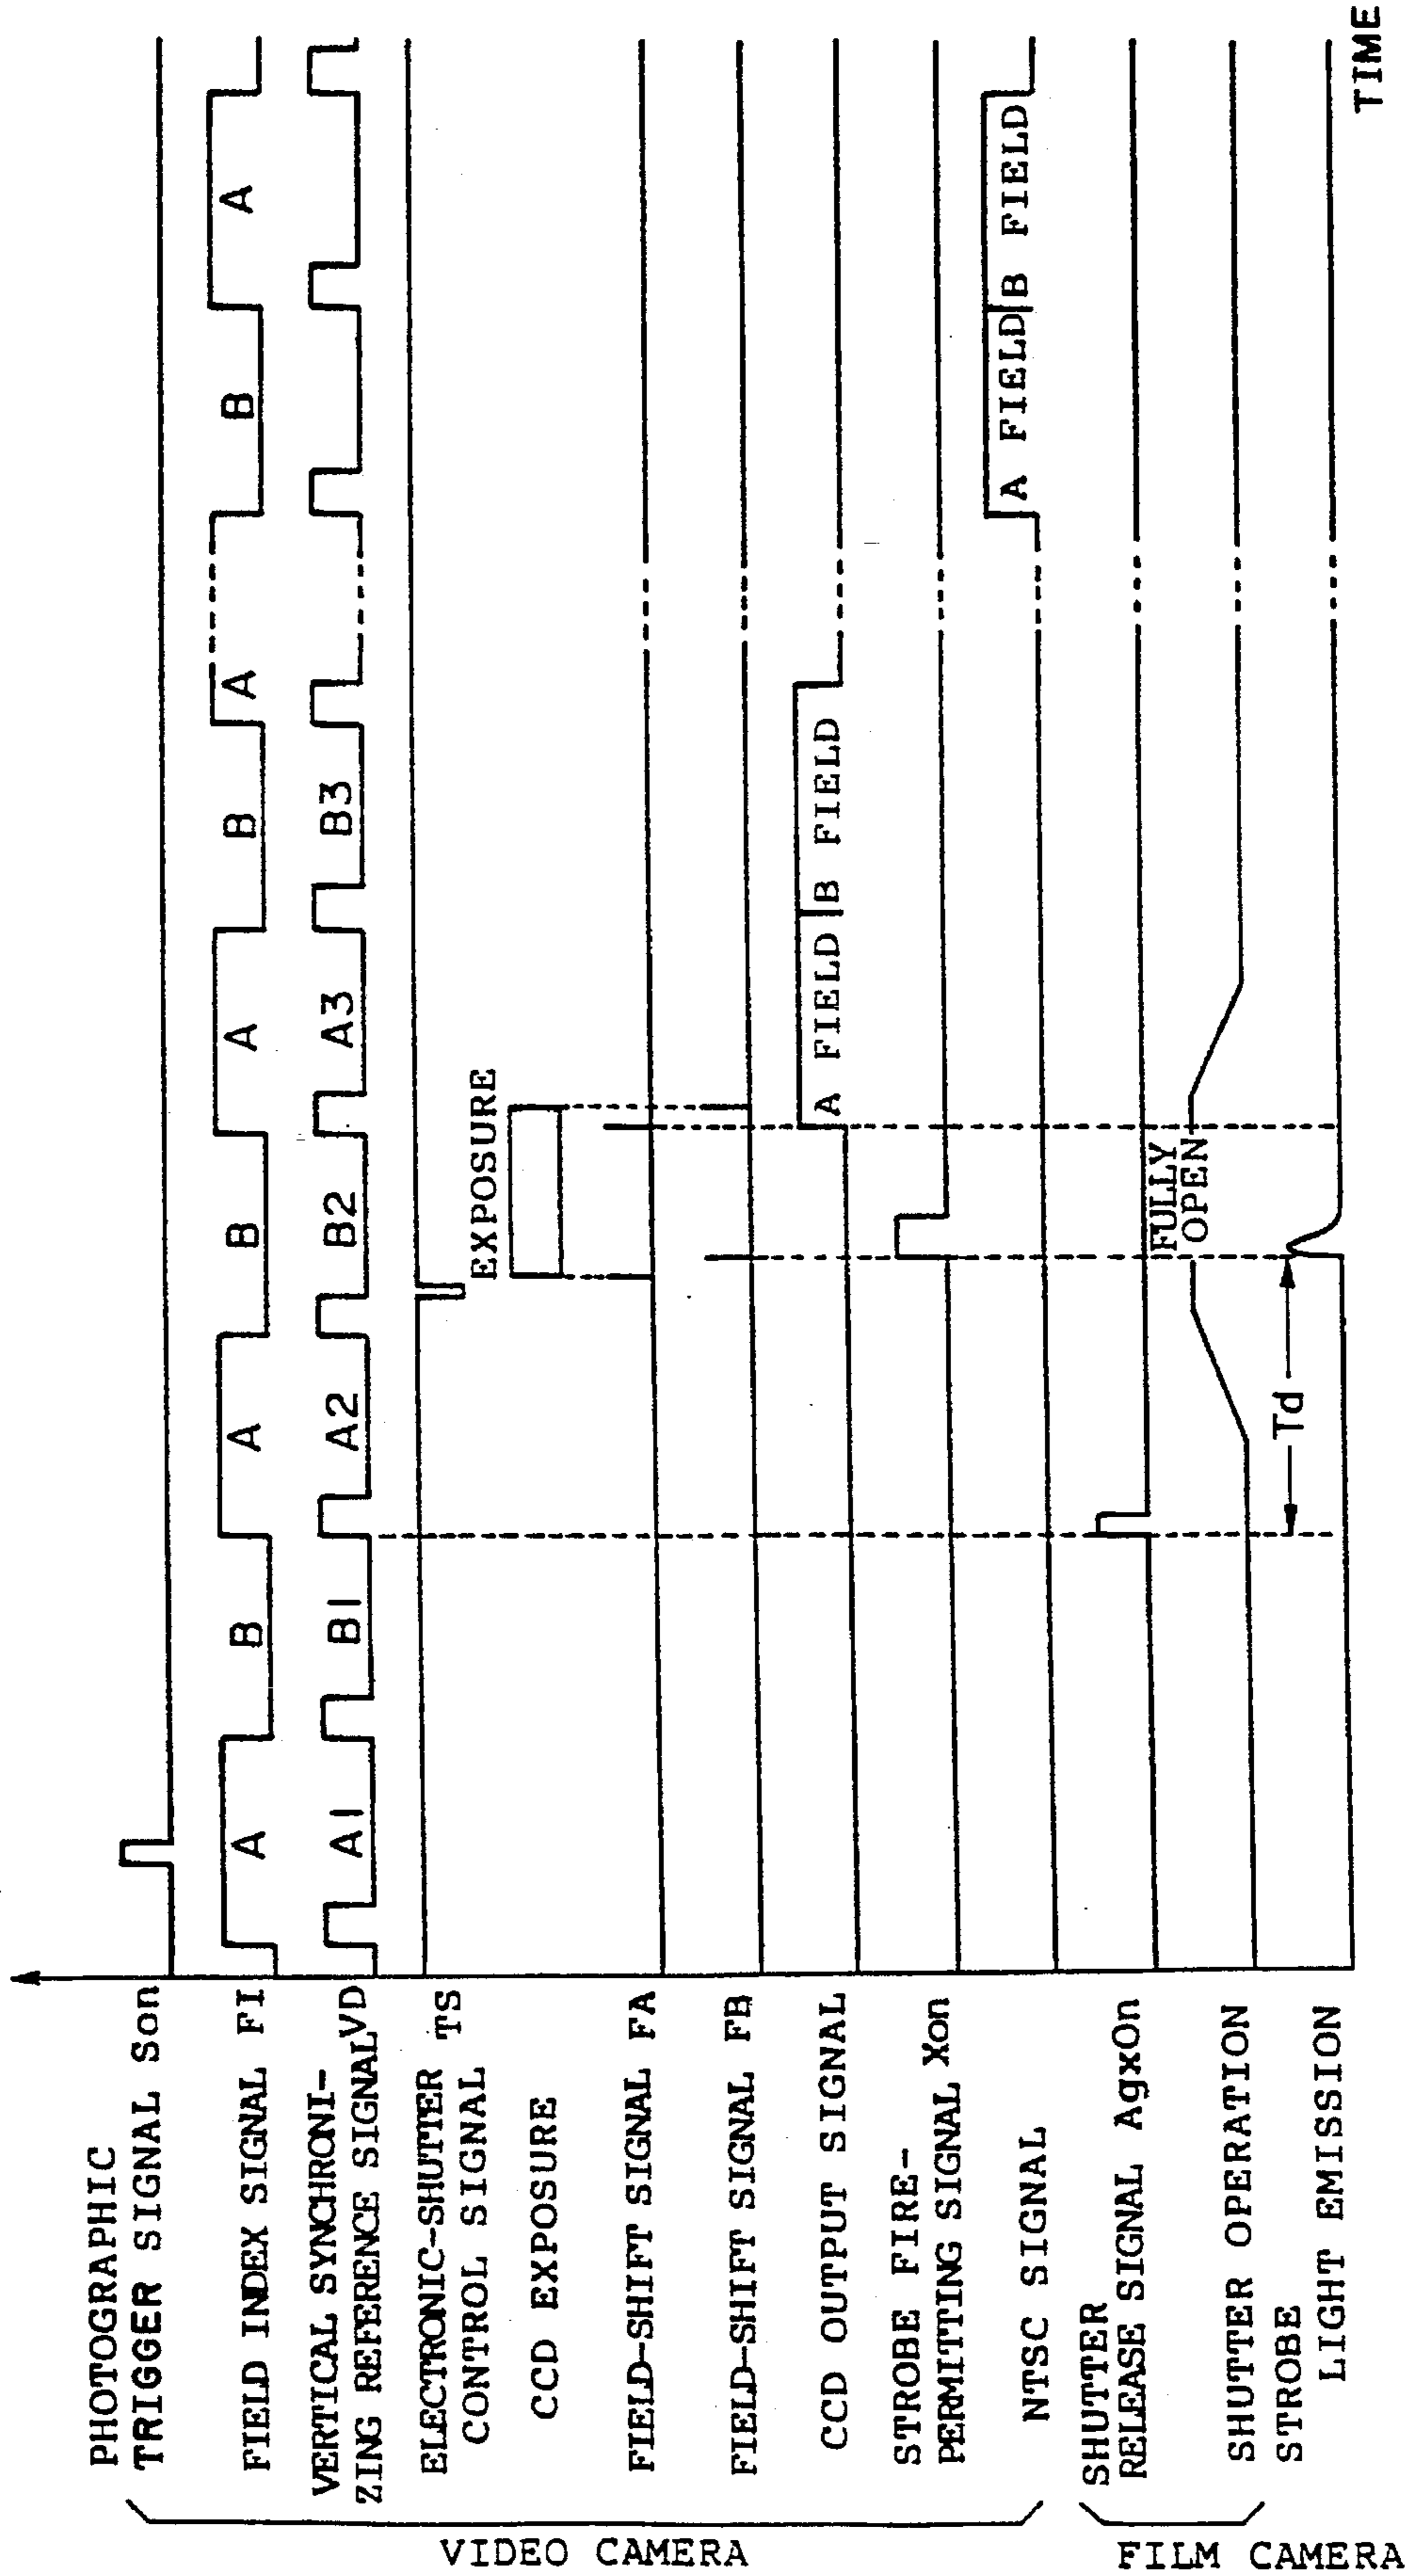 PHOTOGRAPHIC
TRIGGER SIGNAL Son
FIELD INDEX SIGNAL FI
A B A B A B A B A
VERTICAL SYNCHRONI-
ZING REFERENCE SIGNAL VD
A1 B1 A2 B2 A3 B3
ELECTRONIC-SHUTTER
CONTROL SIGNAL TS
CCD EXPOSURE
EXPOSURE
FIELD-SHIFT SIGNAL FA
FIELD-SHIFT SIGNAL FB
CCD OUTPUT SIGNAL
A FIELD B FIELD
STROBE FIRE-
PERMITING SIGNAL Xon
NTSC SIGNAL
A FIELD B FIELD
SHUTTER
RELEASE SIGNAL AgxOn
SHUTTER OPERATION
FULLY
OPEN
STROBE
LIGHT EMISSION
Td
TIME
VIDEO CAMERA
FILM CAMERA